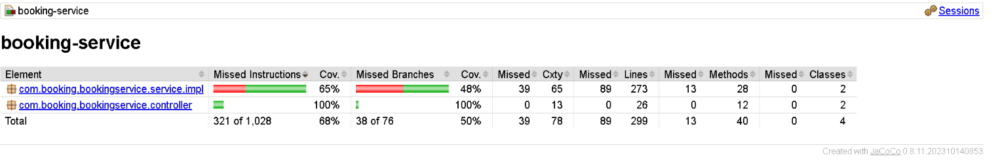 booking-service Sessions
booking-service
Element Missed Instructions Cov. Missed Branches Cov. Missed Cxty Missed Lines Missed Methods Missed Classes
com.booking.bookingservice.service.impl 65% 48% 39 65 89 273 13 28 0 2
com.booking.bookingservice.controller 100% 100% 0 13 0 26 0 12 0 2
Total 321 of 1,028 68% 38 of 76 50% 39 78 89 299 13 40 0 4
Created with JaCoCo 0.8.11.202310140853